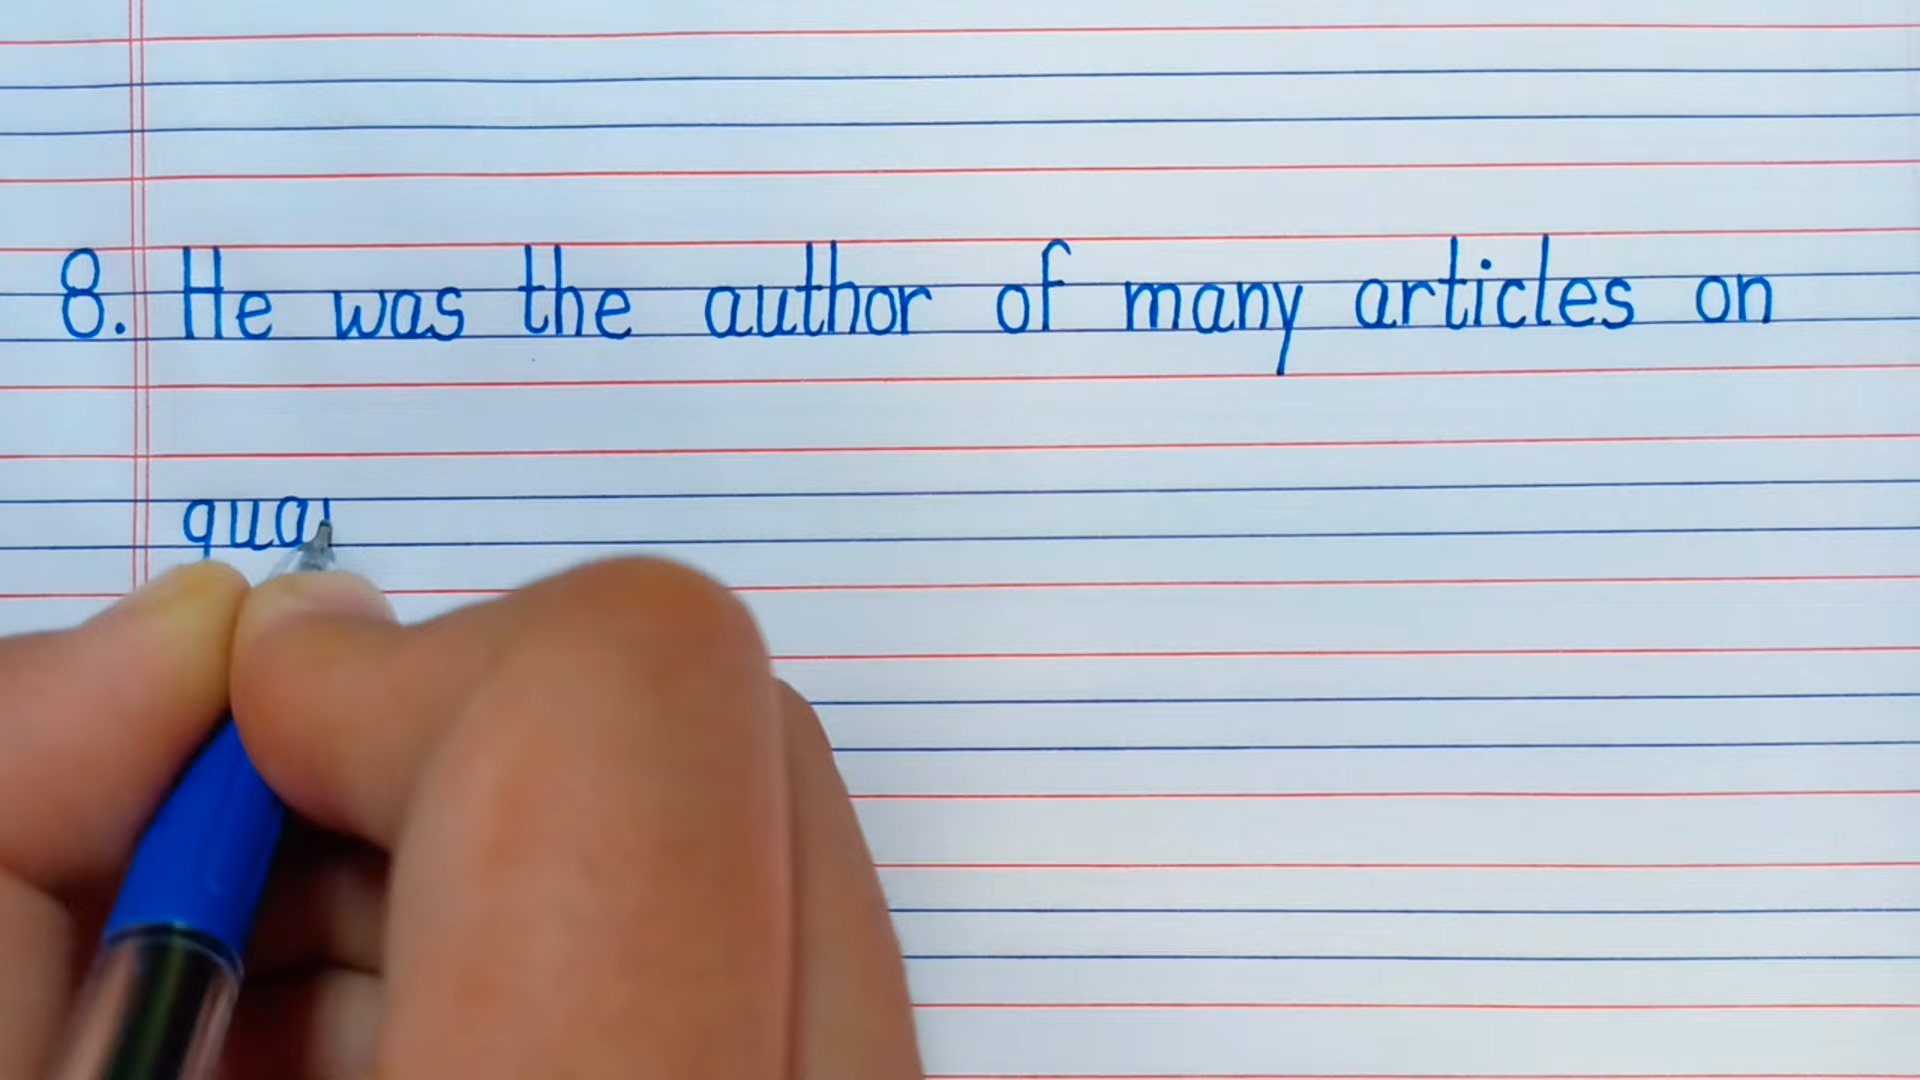 8. He was the author of many articles on
qua